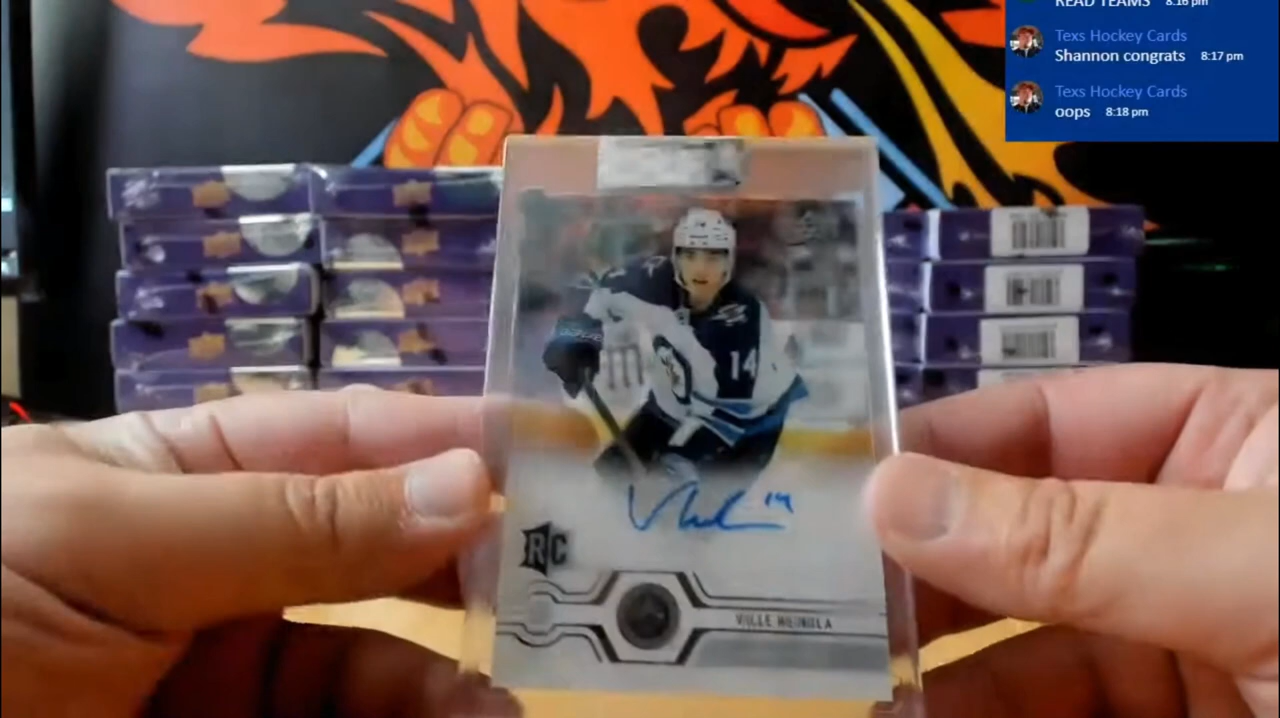 READ TEAMS 8:16 pm
Texs Hockey Cards
Shannon congrats 8:17 pm
Texs Hockey Cards
oops 8:18 pm
14
14
RC
VILLE HEINOLA